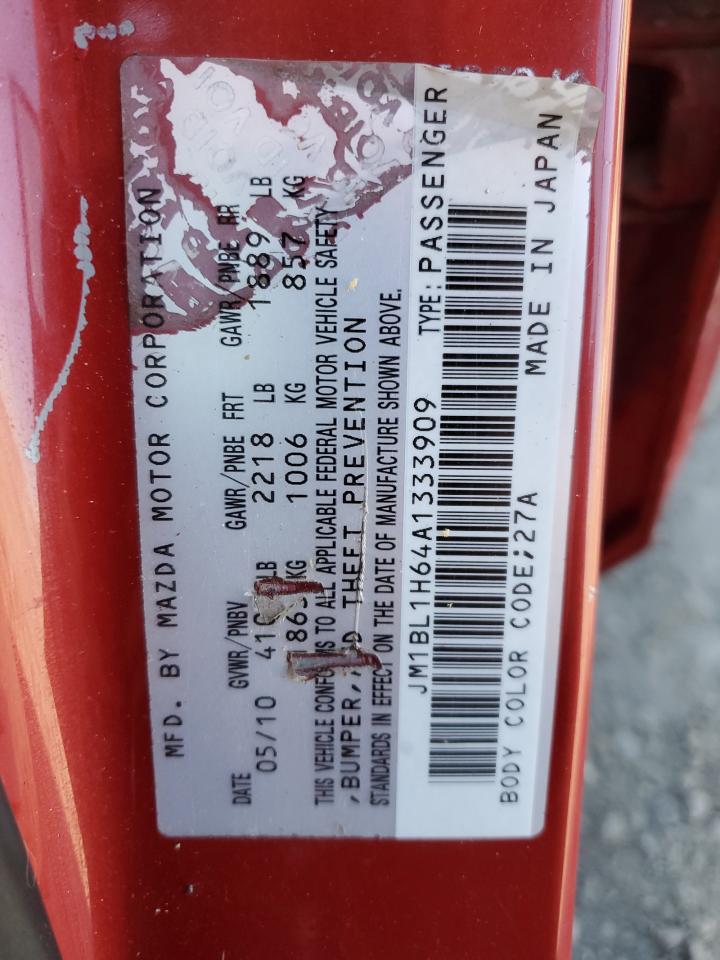 MFD. BY MAZDA MOTOR CORPORATION
DATE GVWR/PNBV GAWR/PNBE FRT GAWR/PNBE RR
05/10 LB 2218 LB 1889 LB
KG 1006 KG 857 KG
THIS VEHICLE CONFORMS TO ALL APPLICABLE FEDERAL MOTOR VEHICLE SAFETY
,BUMPER, THEFT PREVENTION
STANDARDS IN EFFECT ON THE DATE OF MANUFACTURE SHOWN ABOVE.
JM1BL1H64A1333909 TYPE:PASSENGER
BODY COLOR CODE;27A MADE IN JAPAN
VOID